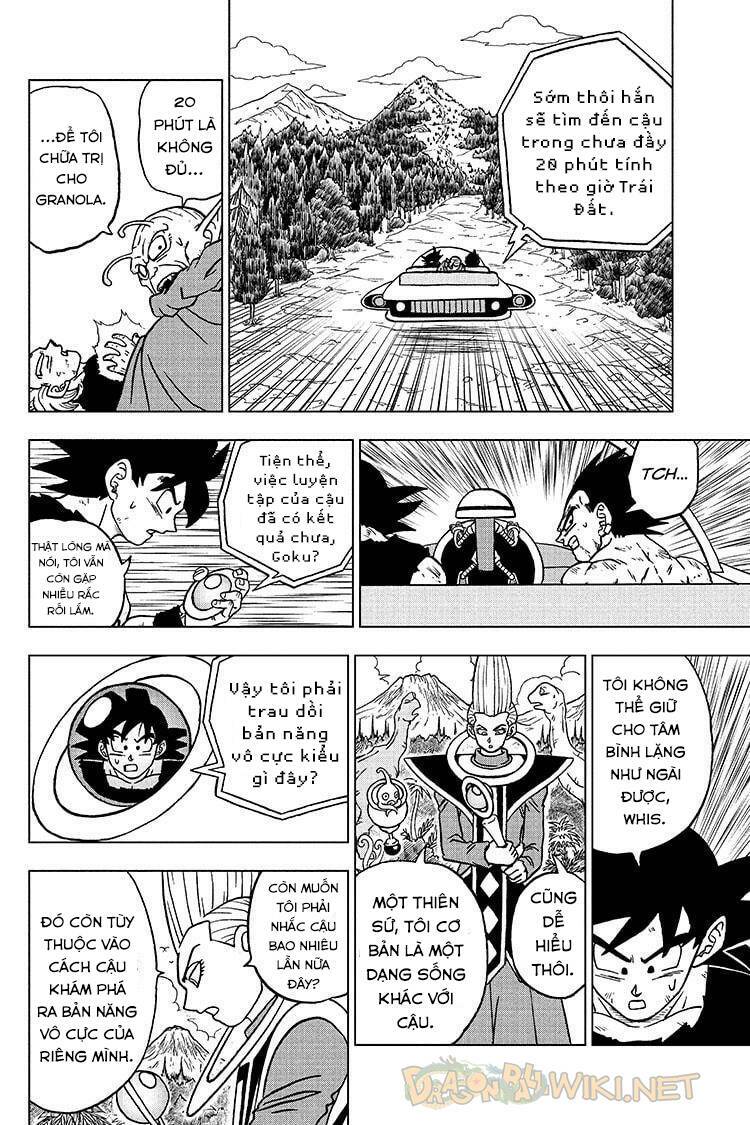 Sớm thôi hắn
sẽ tìm đến cậu
trong chưa đầy
20 phút tính
theo giờ Trái
Đất.
20
PHÚT LÀ
KHÔNG
ĐỦ...
...ĐỂ TÔI
CHỮA TRỊ
CHO
GRANOLA.
TCH...
Tiện thể,
việc luyện
tập của cậu
đã có kết
quả chưa,
Goku?
THẬT LÒNG MÀ
NÓI, TÔI VẪN
CÒN GẶP
NHIỀU RẮC
RỐI LẮM.
TÔI KHÔNG
THỂ GIỮ
CHO TÂM
BÌNH LẶNG
NHƯ NGÀI
ĐƯỢC,
WHIS.
CŨNG
DỄ
HIỂU
THÔI.
MỘT THIÊN
SỨ, TÔI CƠ
BẢN LÀ MỘT
DẠNG SỐNG
KHÁC VỚI
CẬU.
Vậy tôi phải
trau dồi
bản năng
vô cực kiểu
gì đây?
CÒN MUỐN
TÔI PHẢI
NHẮC CẬU
BAO NHIÊU
LẦN NỮA
ĐÂY?
ĐÓ CÒN TÙY
THUỘC VÀO
CÁCH CẬU
KHÁM PHÁ
RA BẢN NĂNG
VÔ CỰC CỦA
RIÊNG MÌNH.
DRAGON BALL WIKI.NET